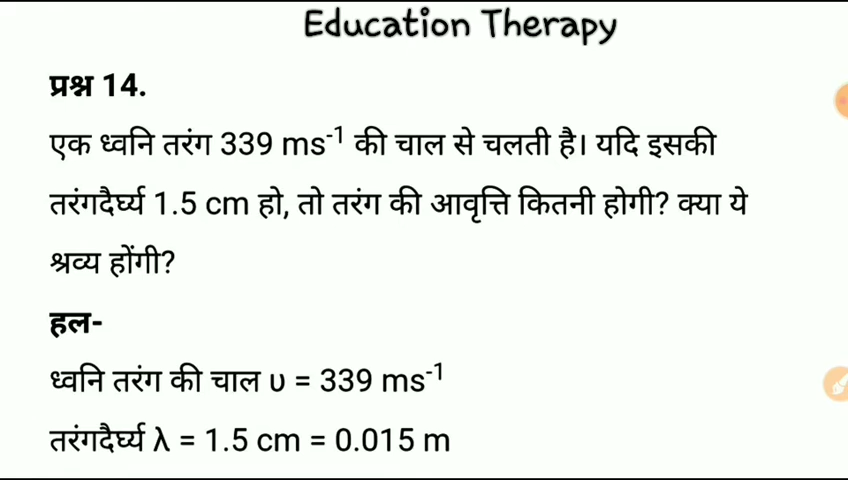 Education Therapy
प्रश्न 14.
एक ध्वनि तरंग 339 ms⁻¹ की चाल से चलती है। यदि इसकी
तरंगदैर्घ्य 1.5 cm हो, तो तरंग की आवृत्ति कितनी होगी? क्या ये
श्रव्य होंगी?
हल-
ध्वनि तरंग की चाल υ = 339 ms⁻¹
तरंगदैर्घ्य λ = 1.5 cm = 0.015 m